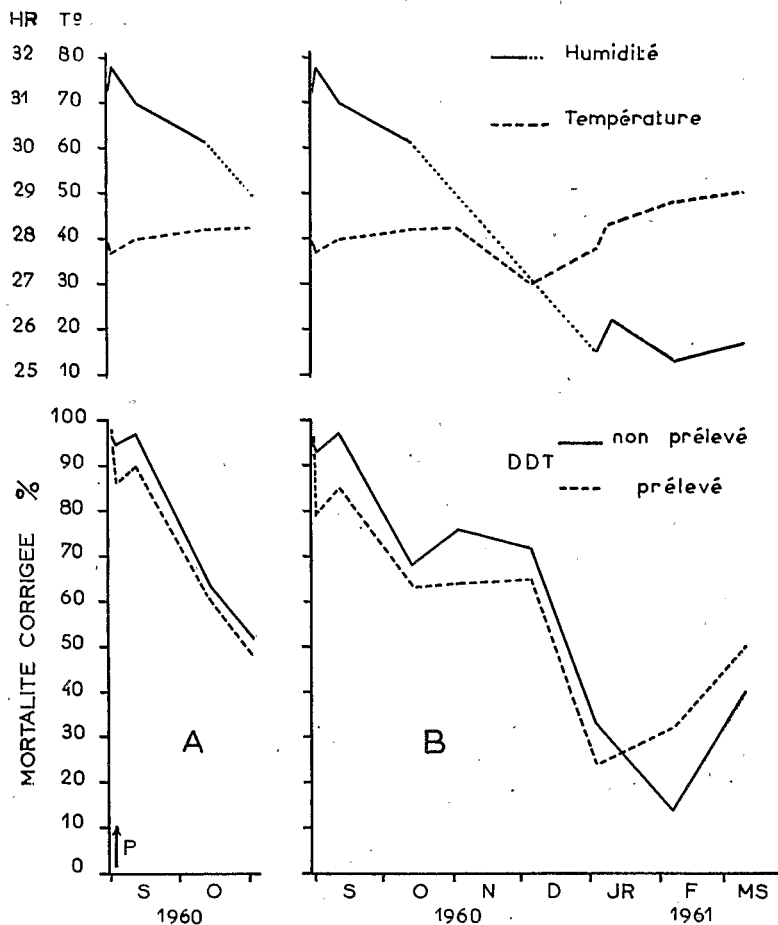 HR Tº
32 80
31 70
30 60
29 50
28 40
27 30
26 20
25 10
Humidité
Température
MORTALITE CORRIGEE %
100
90
80
70
60
50
40
30
20
10
0
DDT
non prélevé
prélevé
A
B
P
S O
1960
S O N D JR F MS
1960 1961